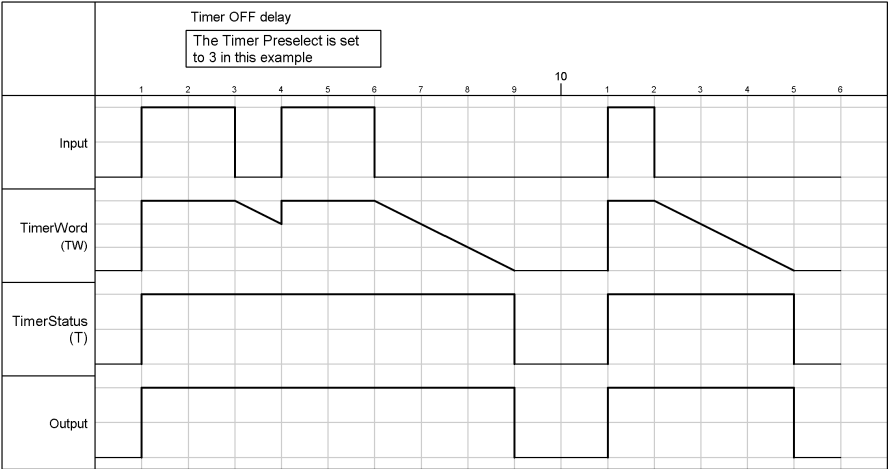 Timer OFF delay
The Timer Preselect is set
to 3 in this example
10
1 2 3 4 5 6 7 8 9 1 2 3 4 5 6
Input
TimerWord
(TW)
TimerStatus
(T)
Output